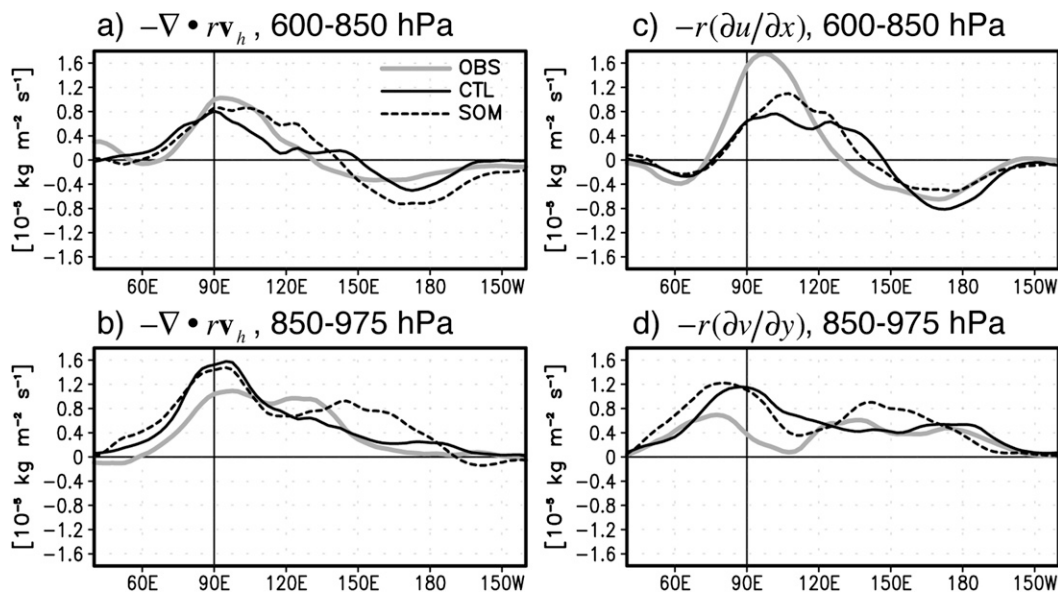 a) −∇ • rv_h , 600-850 hPa
[10⁻⁵ kg m⁻² s⁻¹]
1.6
1.2
0.8
0.4
0
−0.4
−0.8
−1.2
−1.6
OBS
CTL
SOM
60E 90E 120E 150E 180 150W
c) −r(∂u/∂x), 600-850 hPa
[10⁻⁵ kg m⁻² s⁻¹]
1.6
1.2
0.8
0.4
0
−0.4
−0.8
−1.2
−1.6
60E 90E 120E 150E 180 150W
b) −∇ • rv_h , 850-975 hPa
[10⁻⁵ kg m⁻² s⁻¹]
1.6
1.2
0.8
0.4
0
−0.4
−0.8
−1.2
−1.6
60E 90E 120E 150E 180 150W
d) −r(∂v/∂y), 850-975 hPa
[10⁻⁵ kg m⁻² s⁻¹]
1.6
1.2
0.8
0.4
0
−0.4
−0.8
−1.2
−1.6
60E 90E 120E 150E 180 150W